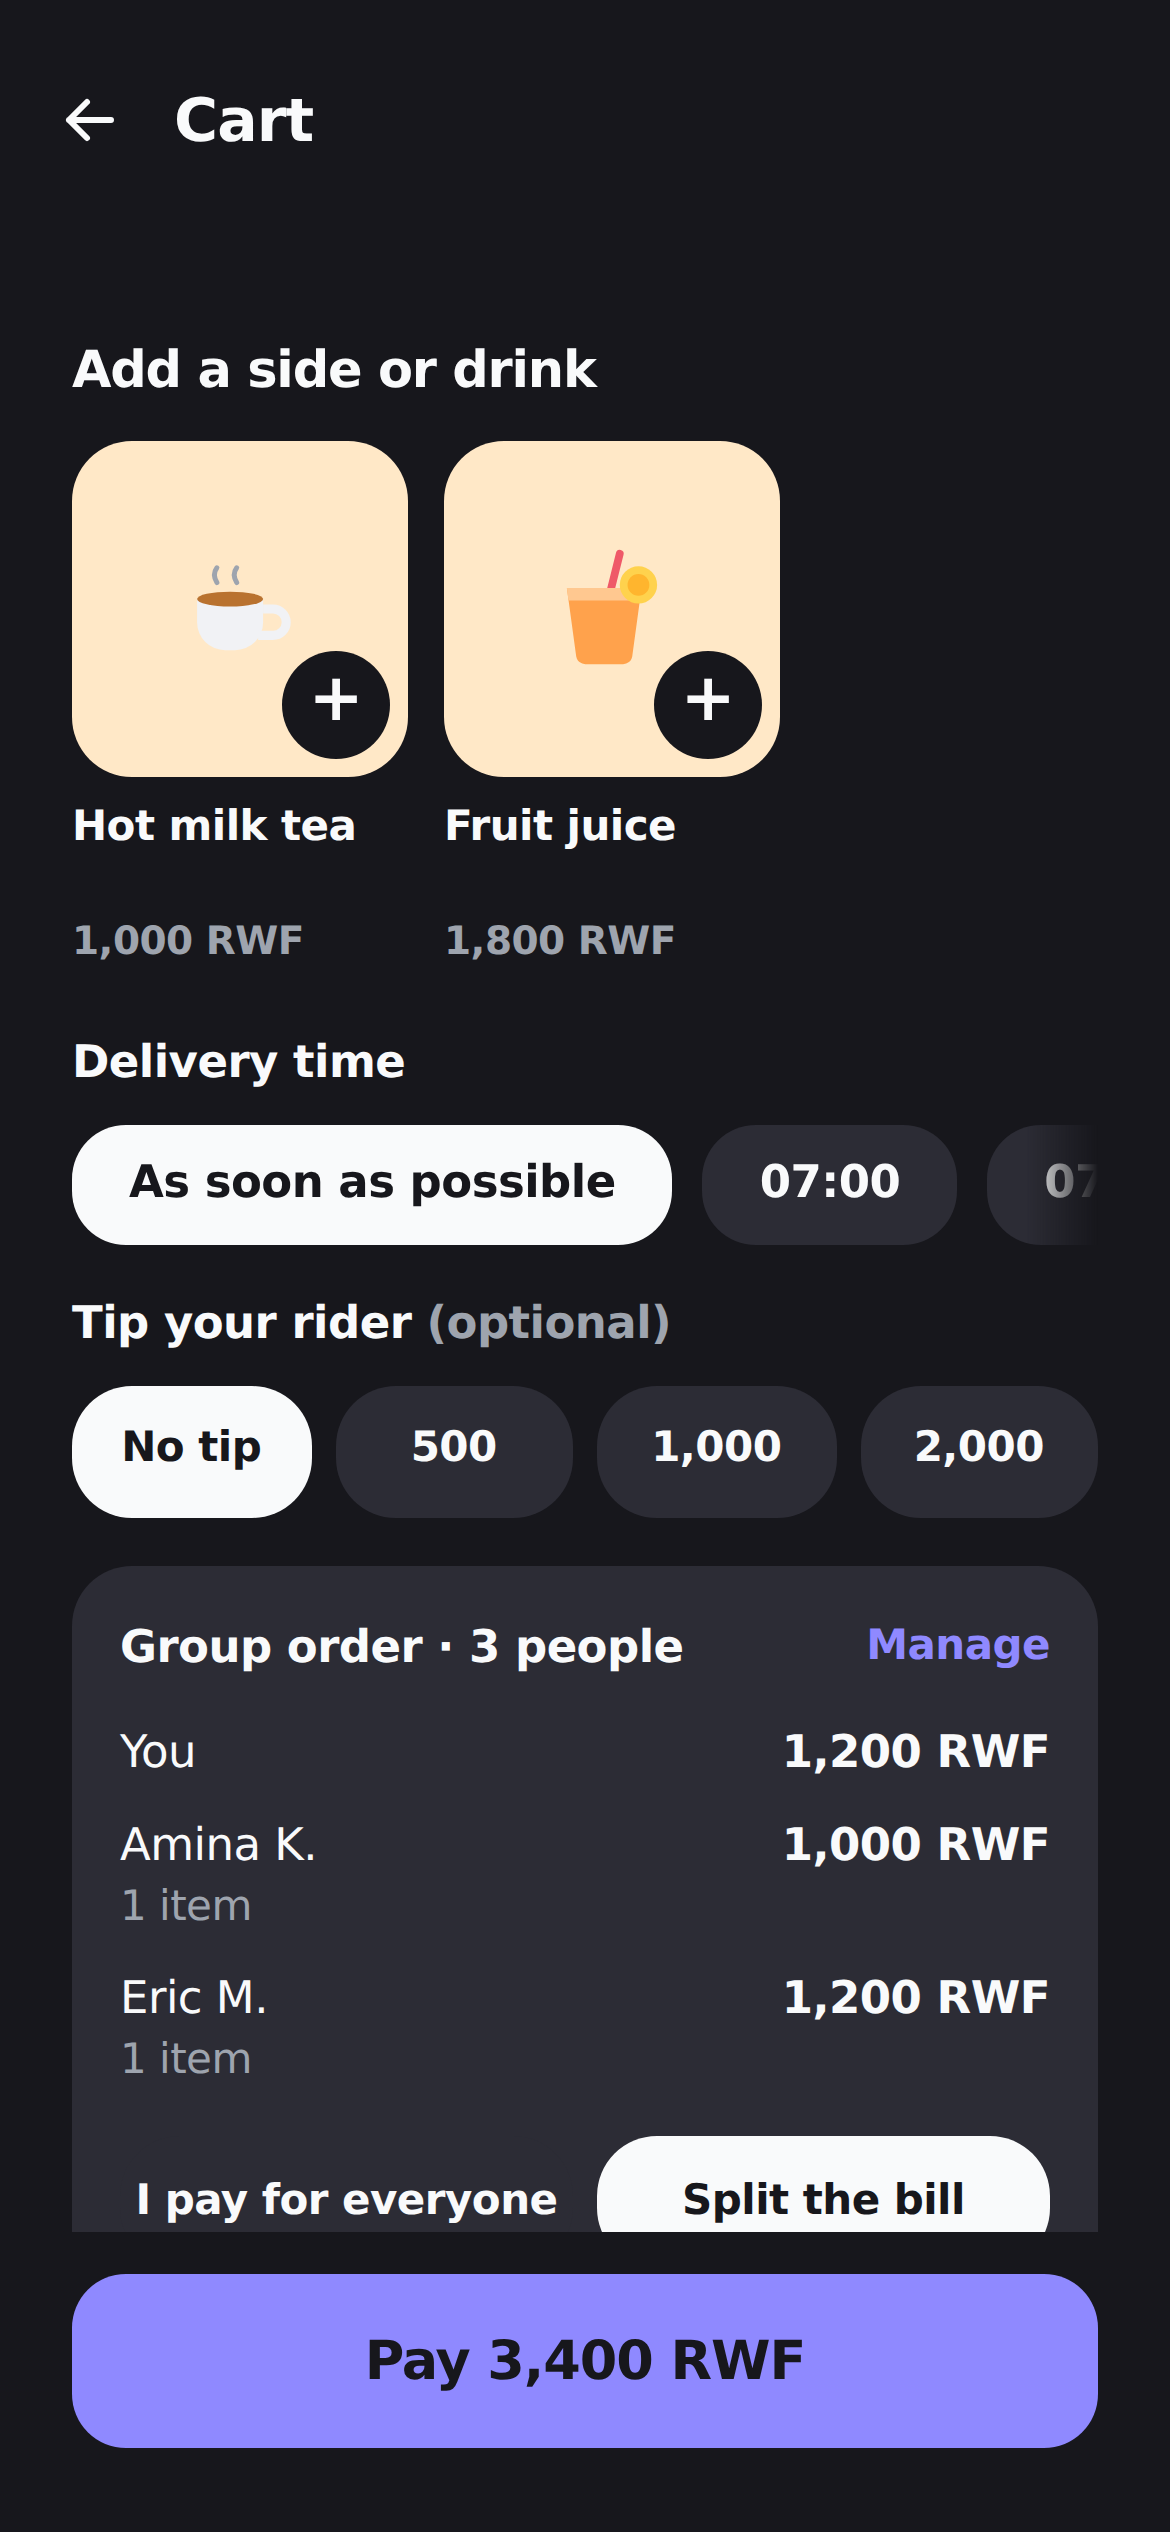 Cart
Add a side or drink
Hot milk tea
Fruit juice
1,000 RWF
1,800 RWF
Delivery time
As soon as possible
07:00
07
Tip your rider (optional)
No tip
500
1,000
2,000
Group order · 3 people
Manage
You
1,200 RWF
Amina K.
1,000 RWF
1 item
Eric M.
1,200 RWF
1 item
I pay for everyone
Split the bill
Pay 3,400 RWF